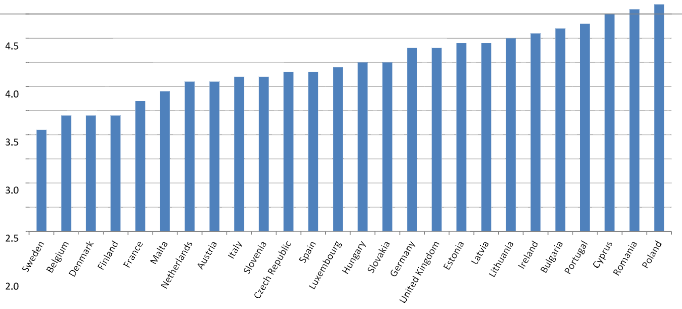 4.5
4.0
3.5
3.0
2.5
2.0
Sweden
Belgium
Denmark
Finland
France
Malta
Netherlands
Austria
Italy
Slovenia
Czech Republic
Spain
Luxembourg
Hungary
Slovakia
Germany
United Kingdom
Estonia
Latvia
Lithuania
Ireland
Bulgaria
Portugal
Cyprus
Romania
Poland